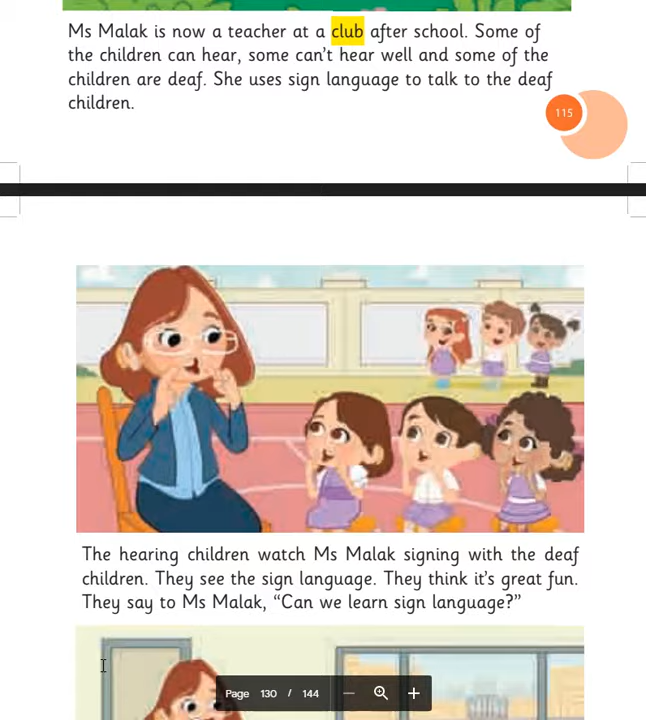 Ms Malak is now a teacher at a club after school. Some of
the children can hear, some can't hear well and some of the
children are deaf. She uses sign language to talk to the deaf
children.
115
The hearing children watch Ms Malak signing with the deaf
children. They see the sign language. They think it's great fun.
They say to Ms Malak, “Can we learn sign language?”
Page 130 / 144